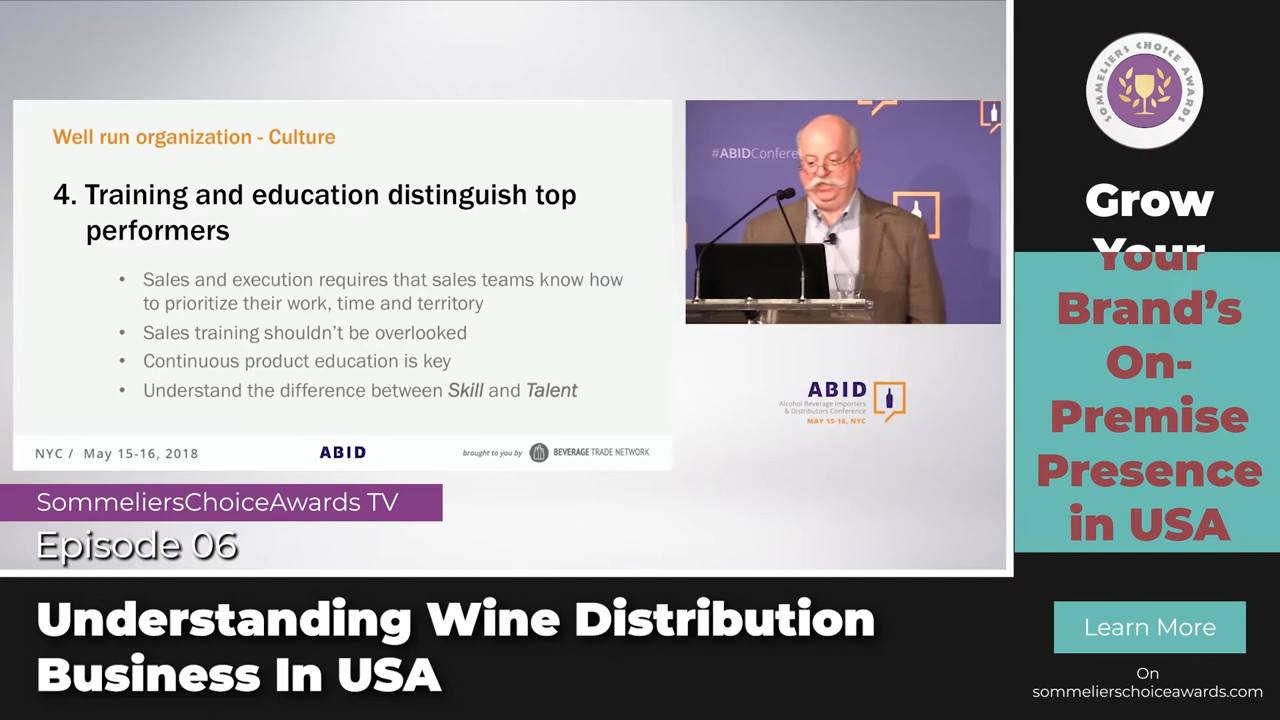 Well run organization - Culture
4. Training and education distinguish top
performers
• Sales and execution requires that sales teams know how
to prioritize their work, time and territory
• Sales training shouldn't be overlooked
• Continuous product education is key
• Understand the difference between Skill and Talent
NYC / May 15-16, 2018
ABID
brought to you by BEVERAGE TRADE NETWORK
#ABIDConfere
ABID
Alcohol Beverage Importers
& Distributors Conference
MAY 15-16, NYC
SommeliersChoiceAwards TV
Episode 06
Understanding Wine Distribution
Business In USA
SOMMELIERS CHOICE AWARDS
Grow
Your
Brand's
On-
Premise
Presence
in USA
Learn More
On
sommelierschoiceawards.com